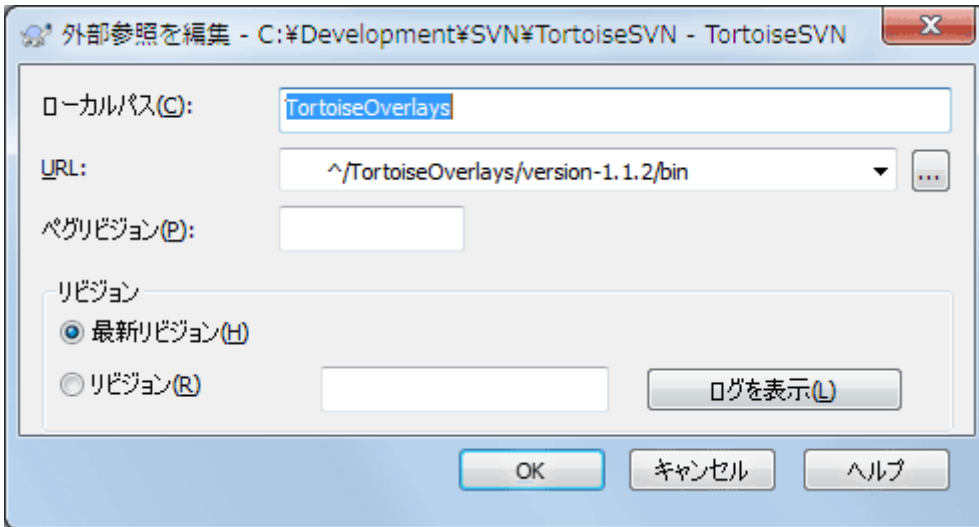 外部参照を編集 - C:¥Development¥SVN¥TortoiseSVN - TortoiseSVN
ローカルパス(C): TortoiseOverlays
URL: ^/TortoiseOverlays/version-1.1.2/bin ...
ペグリビジョン(P):
リビジョン
最新リビジョン(H)
リビジョン(R) ログを表示(L)
OK キャンセル ヘルプ